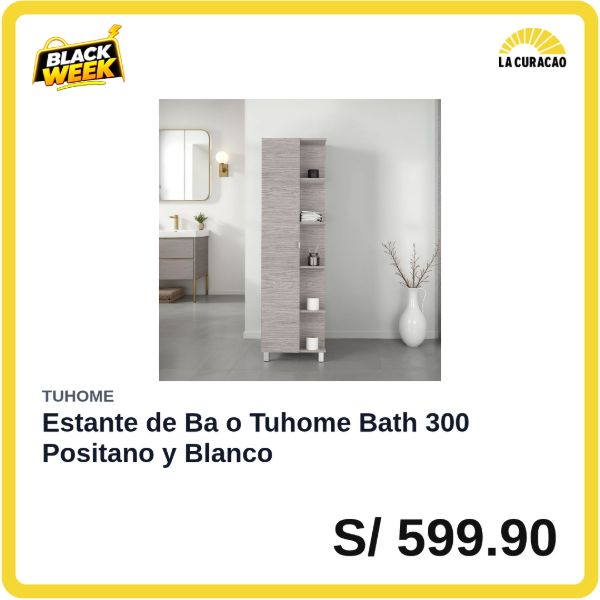 BLACK
WEEK
LA CURACAO
TUHOME
Estante de Ba o Tuhome Bath 300
Positano y Blanco
S/ 599.90